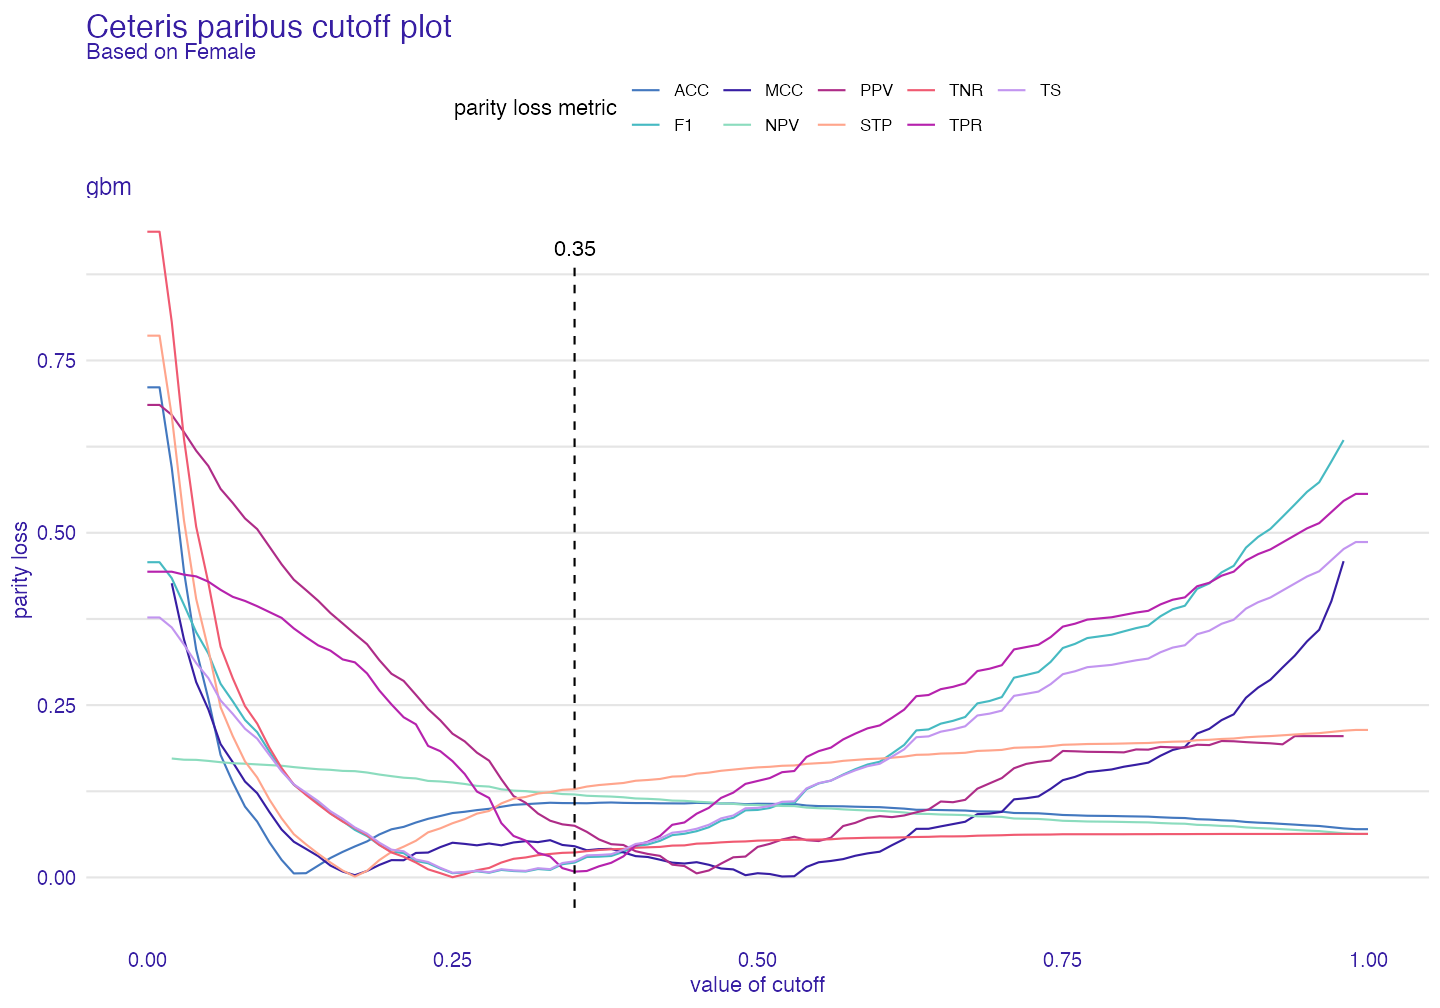 Ceteris paribus cutoff plot
Based on Female
parity loss metric
ACC MCC PPV TNR TS
F1 NPV STP TPR
gbm
0.35
0.75
0.50
0.25
0.00
parity loss
0.00 0.25 0.50 0.75 1.00
value of cutoff